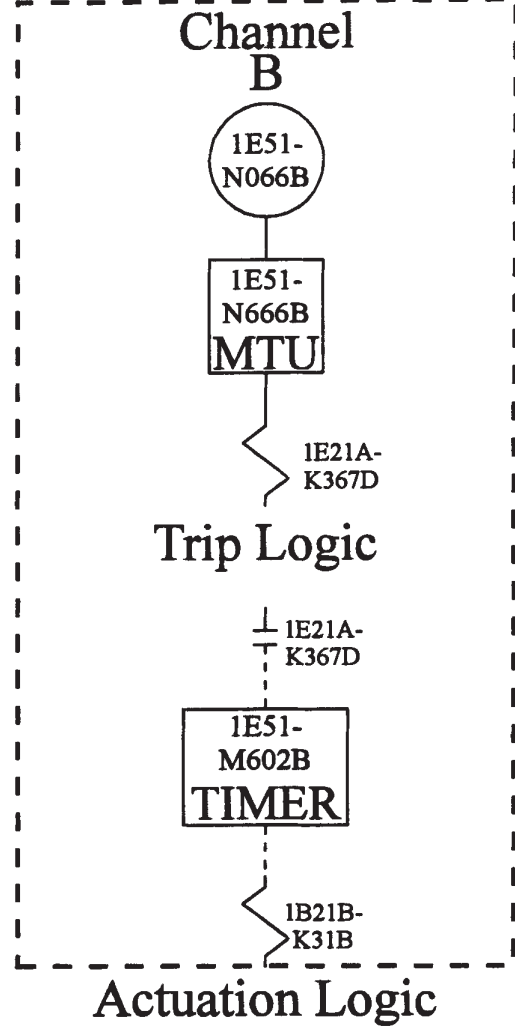 Channel
B
1E51-
N066B
1E51-
N666B
MTU
1E21A-
K367D
Trip Logic
1E21A-
K367D
1E51-
M602B
TIMER
1B21B-
K31B
Actuation Logic